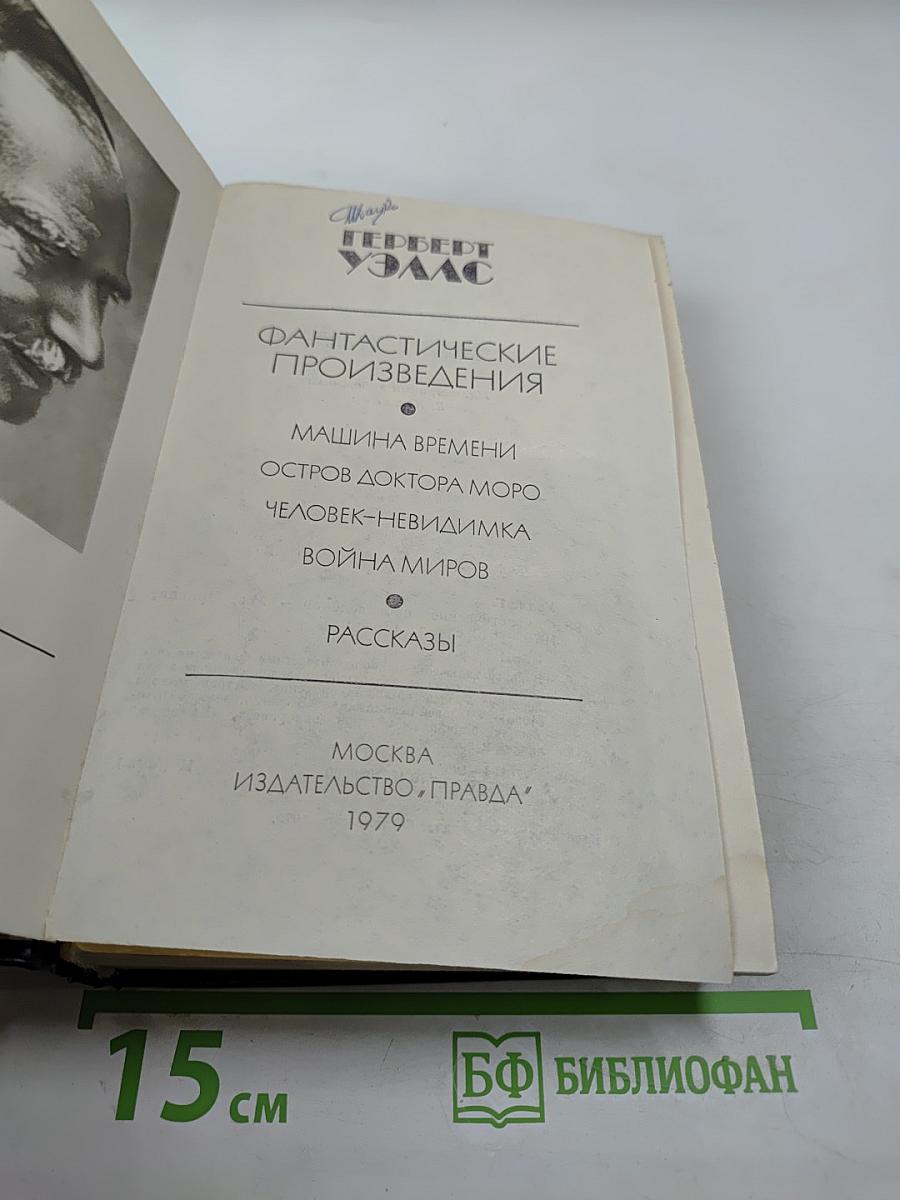 ГЕРБЕРТ
УЭЛЛС
ФАНТАСТИЧЕСКИЕ
ПРОИЗВЕДЕНИЯ
МАШИНА ВРЕМЕНИ
ОСТРОВ ДОКТОРА МОРО
ЧЕЛОВЕК-НЕВИДИМКА
ВОЙНА МИРОВ
РАССКАЗЫ
МОСКВА
ИЗДАТЕЛЬСТВО „ПРАВДА“
1979
15 см
БФ БИБЛИОФАН